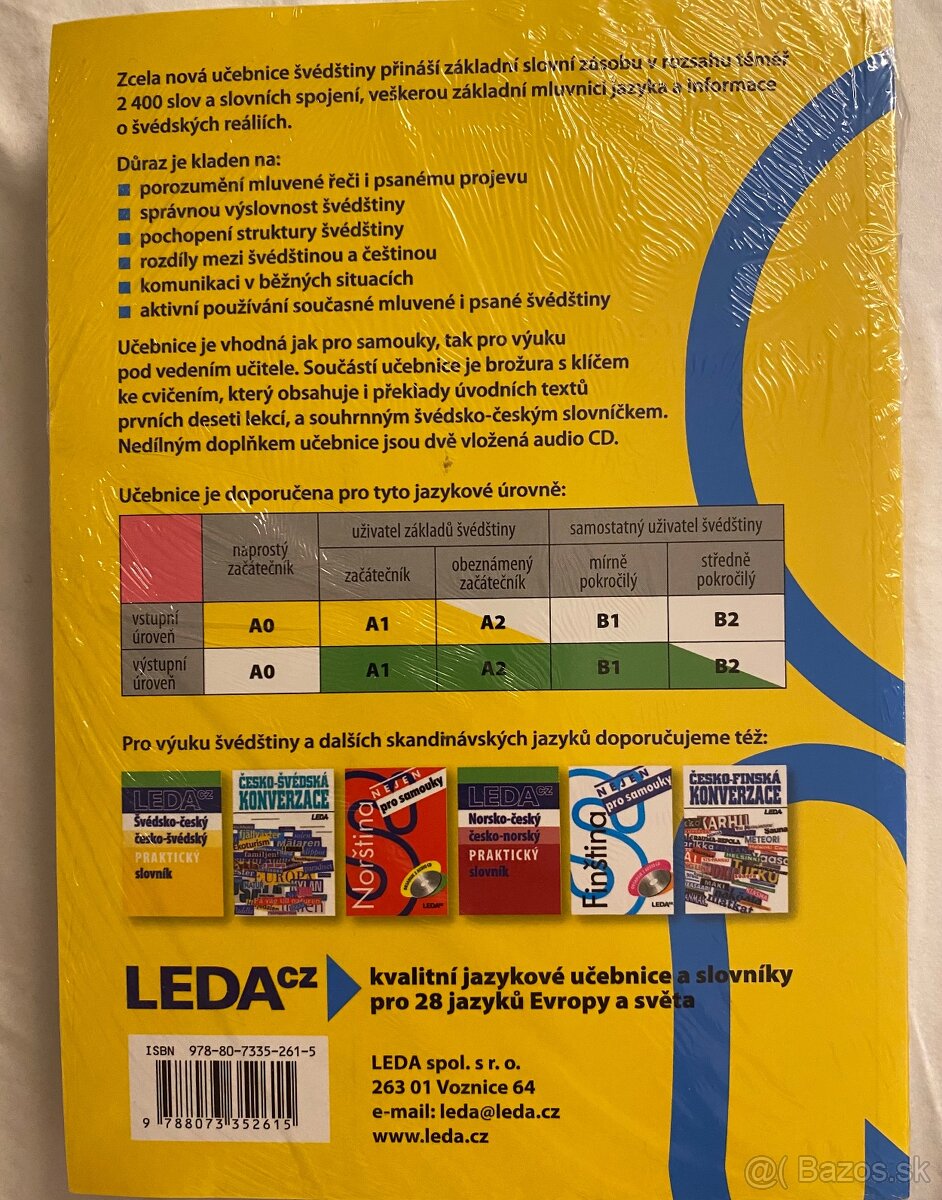 Zcela nová učebnice švédštiny přináší základní slovní zásobu v rozsahu téměř
2 400 slov a slovních spojení, veškerou základní mluvnici jazyka a informace
o švédských reáliích.
Důraz je kladen na:
porozumění mluvené řeči i psanému projevu
správnou výslovnost švédštiny
pochopení struktury švédštiny
rozdíly mezi švédštinou a češtinou
komunikaci v běžných situacích
aktivní používání současné mluvené i psané švédštiny
Učebnice je vhodná jak pro samouky, tak pro výuku
pod vedením učitele. Součástí učebnice je brožura s klíčem
ke cvičením, který obsahuje i překlady úvodních textů
prvních deseti lekcí, a souhrnným švédsko-českým slovníčkem.
Nedílným doplňkem učebnice jsou dvě vložená audio CD.
Učebnice je doporučena pro tyto jazykové úrovně:
uživatel základů švédštiny samostatný uživatel švédštiny
naprostý začátečník
začátečník
obeznámený začátečník
mírně pokročilý
středně pokročilý
vstupní úroveň A0 A1 A2 B1 B2
výstupní úroveň A0 A1 A2 B1 B2
Pro výuku švédštiny a dalších skandinávských jazyků doporučujeme též:
LEDA cz
Švédsko-český
česko-švédský
PRAKTICKÝ
slovník
ČESKO-ŠVÉDSKÁ
KONVERZACE
LEDA
Norština
NEJEN
pro samouky
LEDA cz
LEDA cz
Norsko-český
česko-norský
PRAKTICKÝ
slovník
Finština
NEJEN
pro samouky
LEDA cz
ČESKO-FINSKÁ
KONVERZACE
LEDA
LEDA cz
kvalitní jazykové učebnice a slovníky
pro 28 jazyků Evropy a světa
ISBN 978-80-7335-261-5
9 788073 352615
LEDA spol. s r. o.
263 01 Voznice 64
e-mail: leda@leda.cz
www.leda.cz
@( Bazos.sk